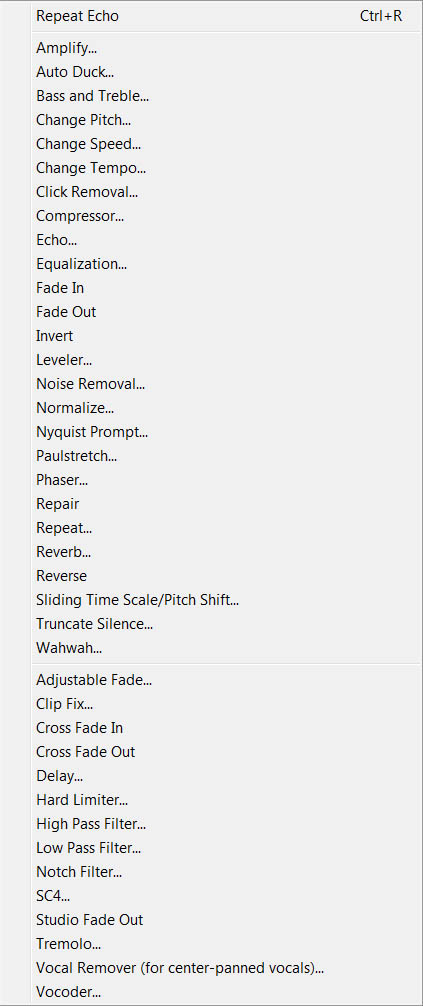 Repeat Echo Ctrl+R
Amplify...
Auto Duck...
Bass and Treble...
Change Pitch...
Change Speed...
Change Tempo...
Click Removal...
Compressor...
Echo...
Equalization...
Fade In
Fade Out
Invert
Leveler...
Noise Removal...
Normalize...
Nyquist Prompt...
Paulstretch...
Phaser...
Repair
Repeat...
Reverb...
Reverse
Sliding Time Scale/Pitch Shift...
Truncate Silence...
Wahwah...
Adjustable Fade...
Clip Fix...
Cross Fade In
Cross Fade Out
Delay...
Hard Limiter...
High Pass Filter...
Low Pass Filter...
Notch Filter...
SC4...
Studio Fade Out
Tremolo...
Vocal Remover (for center-panned vocals)...
Vocoder...